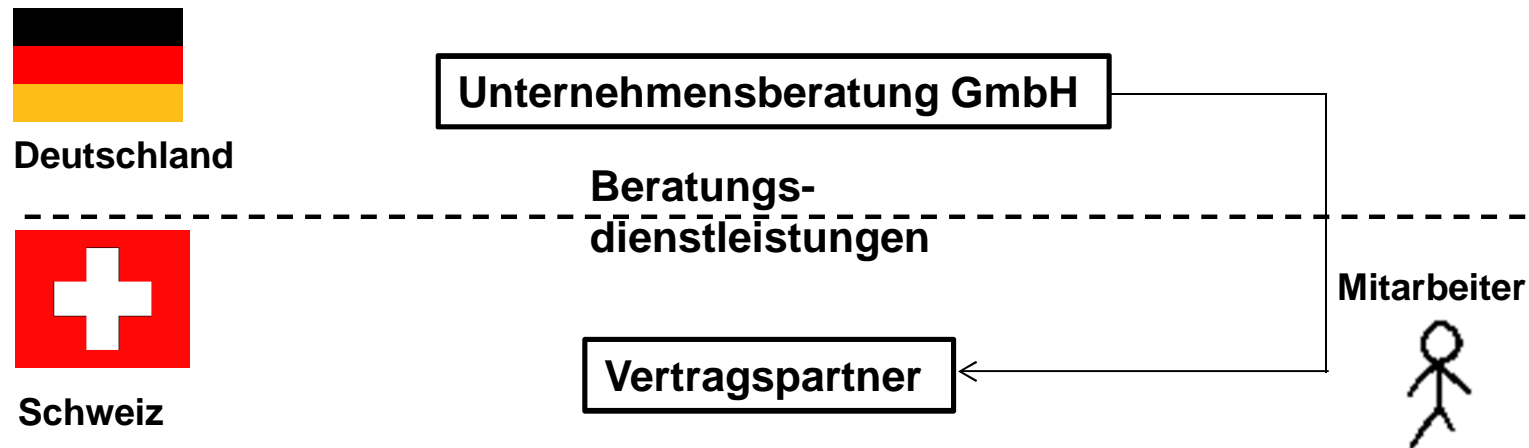 Unternehmensberatung GmbH
Deutschland
Beratungs-
dienstleistungen
Mitarbeiter
Vertragspartner
Schweiz